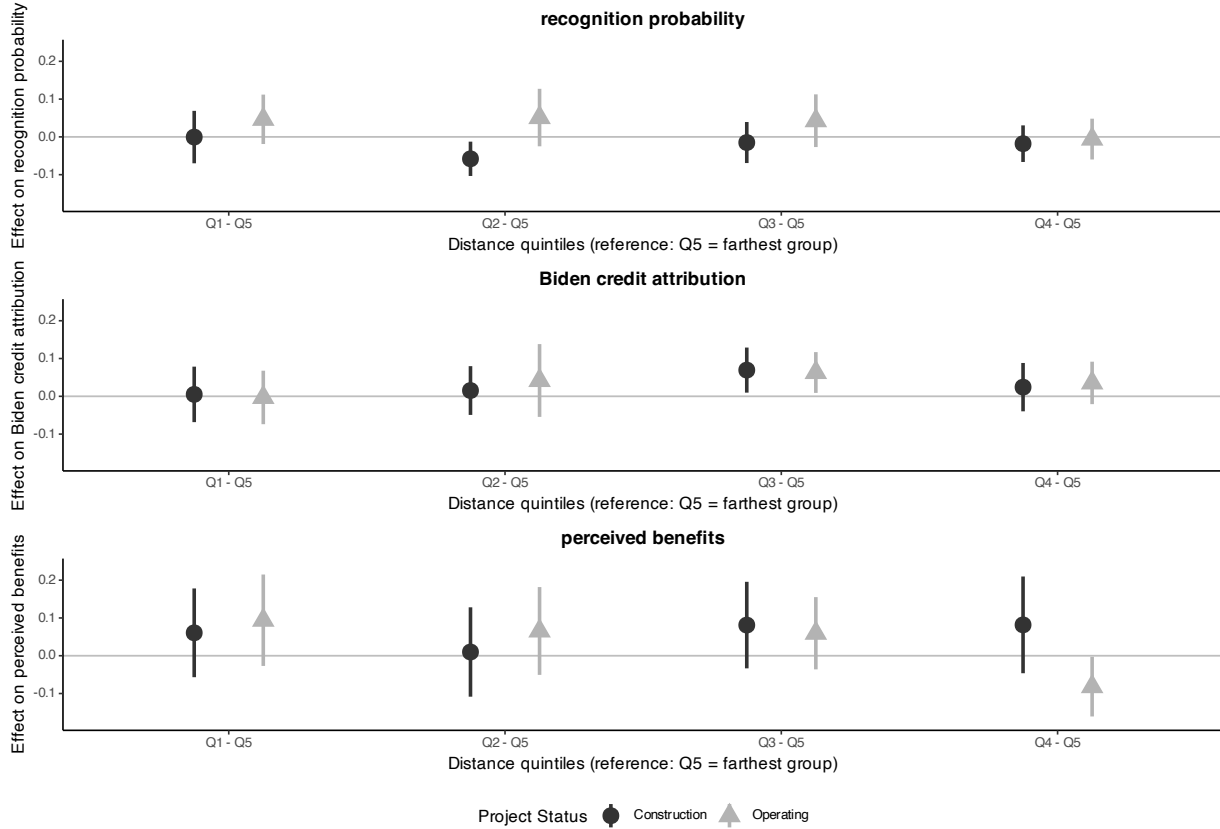 recognition probability
Effect on recognition probability
0.2
0.1
0.0
-0.1
Q1 - Q5
Q2 - Q5
Q3 - Q5
Q4 - Q5
Distance quintiles (reference: Q5 = farthest group)
Biden credit attribution
Effect on Biden credit attribution
0.2
0.1
0.0
-0.1
Q1 - Q5
Q2 - Q5
Q3 - Q5
Q4 - Q5
Distance quintiles (reference: Q5 = farthest group)
perceived benefits
Effect on perceived benefits
0.2
0.1
0.0
-0.1
Q1 - Q5
Q2 - Q5
Q3 - Q5
Q4 - Q5
Distance quintiles (reference: Q5 = farthest group)
Project Status Construction Operating